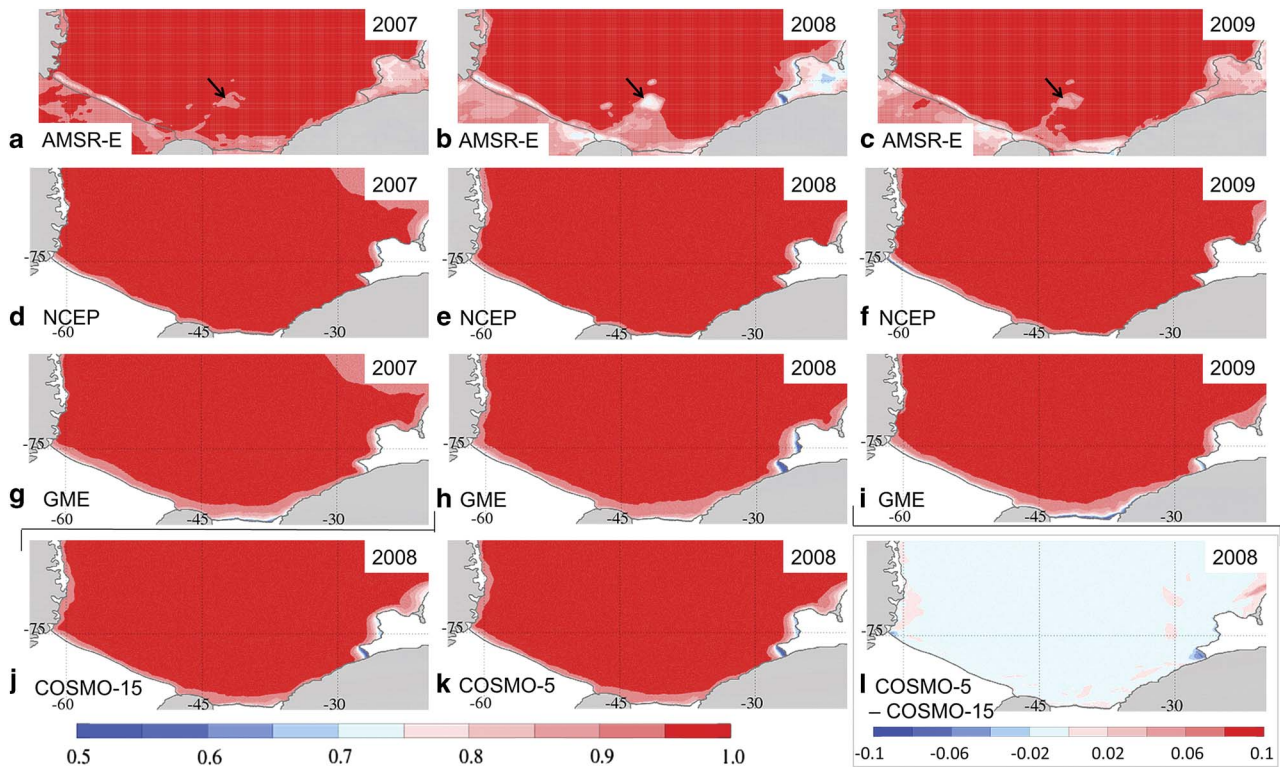 2007
a AMSR-E
2008
b AMSR-E
2009
c AMSR-E
2007
-75
d NCEP
-60 -45 -30
2008
-75
e NCEP
-60 -45 -30
2009
-75
f NCEP
-60 -45 -30
2007
-75
g GME
-60 -45 -30
2008
-75
h GME
-60 -45 -30
2009
-75
i GME
-60 -45 -30
2008
-75
j COSMO-15
-60 -45 -30
2008
-75
k COSMO-5
-60 -45 -30
2008
-75
l COSMO-5
– COSMO-15
-45 -30
0.5 0.6 0.7 0.8 0.9 1.0
-0.1 -0.06 -0.02 0.02 0.06 0.1